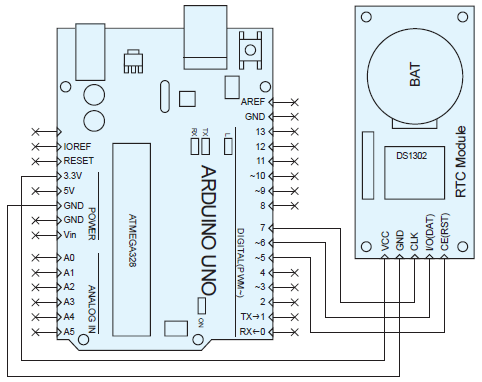 AREF
GND
13
12
11
~10
~9
8
7
~6
~5
4
~3
2
TX→1
RX←0
IOREF
RESET
3.3V
5V
GND
GND
Vin
A0
A1
A2
A3
A4
A5
POWER
ANALOG IN
ATMEGA328
RX
TX
L
ARDUINO UNO
DIGITAL(PWM~)
ON
BAT
DS1302
RTC Module
VCC
GND
CLK
I/O(DAT)
CE(RST)